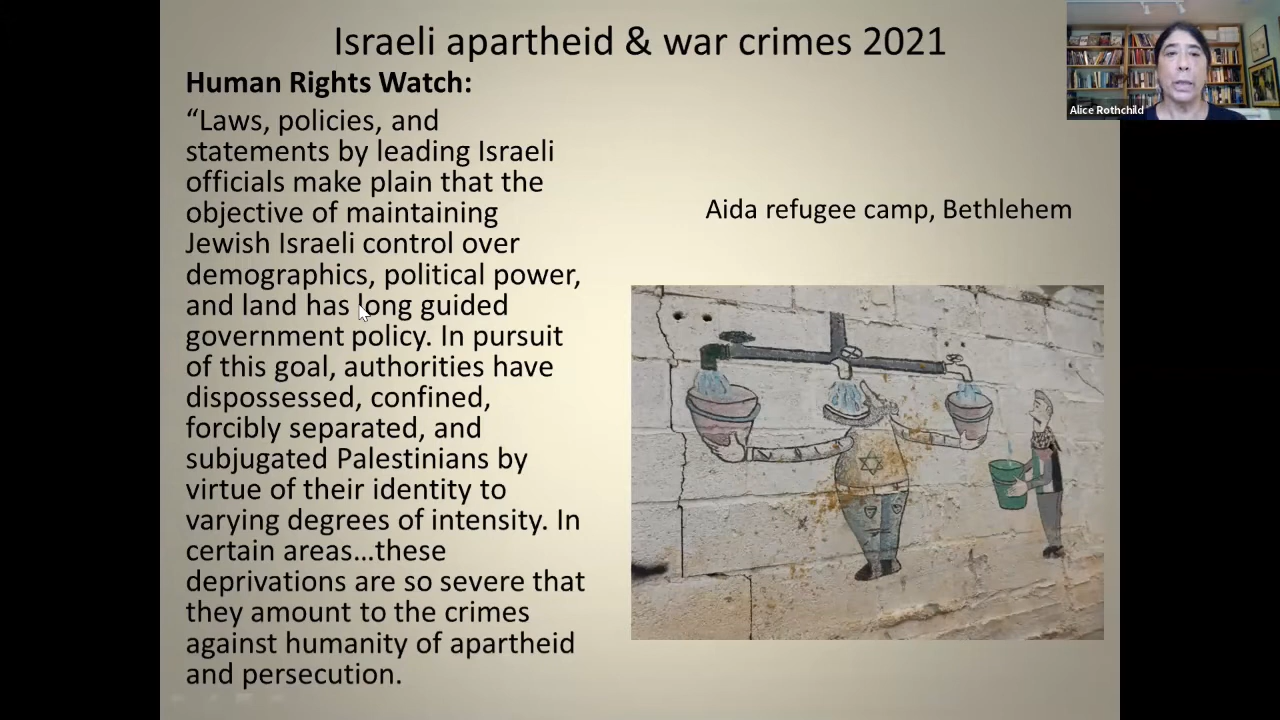 Israeli apartheid & war crimes 2021
Alice Rothchild
Human Rights Watch:
“Laws, policies, and
statements by leading Israeli
officials make plain that the
objective of maintaining
Jewish Israeli control over
demographics, political power,
and land has long guided
government policy. In pursuit
of this goal, authorities have
dispossessed, confined,
forcibly separated, and
subjugated Palestinians by
virtue of their identity to
varying degrees of intensity. In
certain areas…these
deprivations are so severe that
they amount to the crimes
against humanity of apartheid
and persecution.
Aida refugee camp, Bethlehem